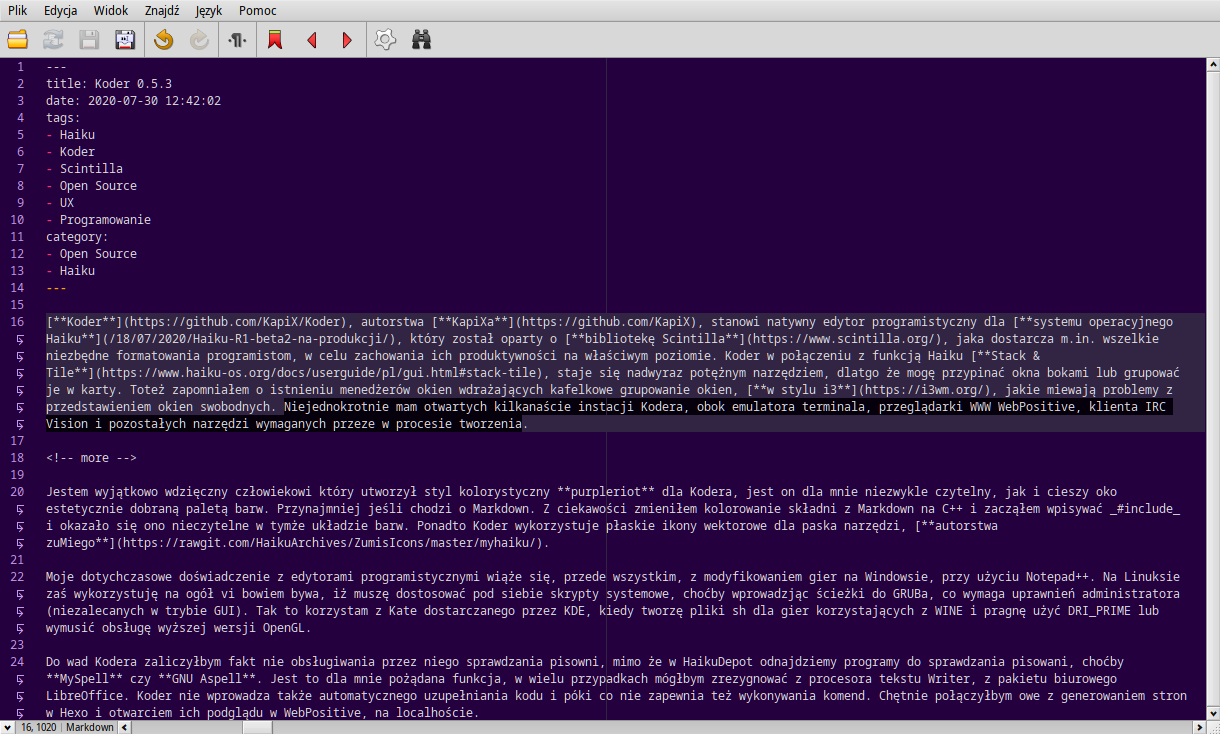 Plik Edycja Widok Znajdź Język Pomoc
1 ---
2 title: Koder 0.5.3
3 date: 2020-07-30 12:42:02
4 tags:
5 - Haiku
6 - Koder
7 - Scintilla
8 - Open Source
9 - UX
10 - Programowanie
11 category:
12 - Open Source
13 - Haiku
14 ---
15
16 [**Koder**](https://github.com/KapiX/Koder), autorstwa [**KapiXa**](https://github.com/KapiX), stanowi natywny edytor programistyczny dla [**systemu operacyjnego
Haiku**](/18/07/2020/Haiku-R1-beta2-na-produkcji/), który został oparty o [**bibliotekę Scintilla**](https://www.scintilla.org/), jaka dostarcza m.in. wszelkie
niezbędne formatowania programistom, w celu zachowania ich produktywności na właściwym poziomie. Koder w połączeniu z funkcją Haiku [**Stack &
Tile**](https://www.haiku-os.org/docs/userguide/pl/gui.html#stack-tile), staje się nadwyraz potężnym narzędziem, dlatgo że mogę przypinać okna bokami lub grupować
je w karty. Toteż zapomniałem o istnieniu menedżerów okien wdrażających kafelkowe grupowanie okien, [**w stylu i3**](https://i3wm.org/), jakie miewają problemy z
przedstawieniem okien swobodnych. Niejednokrotnie mam otwartych kilkanaście instacji Kodera, obok emulatora terminala, przeglądarki WWW WebPositive, klienta IRC
Vision i pozostałych narzędzi wymaganych przeze w procesie tworzenia.
17
18 <!-- more -->
19
20 Jestem wyjątkowo wdzięczny człowiekowi który utworzył styl kolorystyczny **purpleriot** dla Kodera, jest on dla mnie niezwykle czytelny, jak i cieszy oko
estetycznie dobraną paletą barw. Przynajmniej jeśli chodzi o Markdown. Z ciekawości zmieniłem kolorowanie składni z Markdown na C++ i zacząłem wpisywać _#include_
i okazało się ono nieczytelne w tymże układzie barw. Ponadto Koder wykorzystuje płaskie ikony wektorowe dla paska narzędzi, [**autorstwa
zuMiego**](https://rawgit.com/HaikuArchives/ZumisIcons/master/myhaiku/).
21
22 Moje dotychczasowe doświadczenie z edytorami programistycznymi wiąże się, przede wszystkim, z modyfikowaniem gier na Windowsie, przy użyciu Notepad++. Na Linuksie
zaś wykorzystuję na ogół vi bowiem bywa, iż muszę dostosować pod siebie skrypty systemowe, choćby wprowadzjąc ścieżki do GRUBa, co wymaga uprawnień administratora
(niezalecanych w trybie GUI). Tak to korzystam z Kate dostarczanego przez KDE, kiedy tworzę pliki sh dla gier korzystających z WINE i pragnę użyć DRI_PRIME lub
wymusić obsługę wyższej wersji OpenGL.
23
24 Do wad Kodera zaliczyłbym fakt nie obsługiwania przez niego sprawdzania pisowni, mimo że w HaikuDepot odnajdziemy programy do sprawdzania pisowani, choćby
**MySpell** czy **GNU Aspell**. Jest to dla mnie pożądana funkcja, w wielu przypadkach mógłbym zrezygnować z procesora tekstu Writer, z pakietu biurowego
LibreOffice. Koder nie wprowadza także automatycznego uzupełniania kodu i póki co nie zapewnia też wykonywania komend. Chętnie połączyłbym owe z generowaniem stron
w Hexo i otwarciem ich podglądu w WebPositive, na localhoście.
16, 1020 Markdown